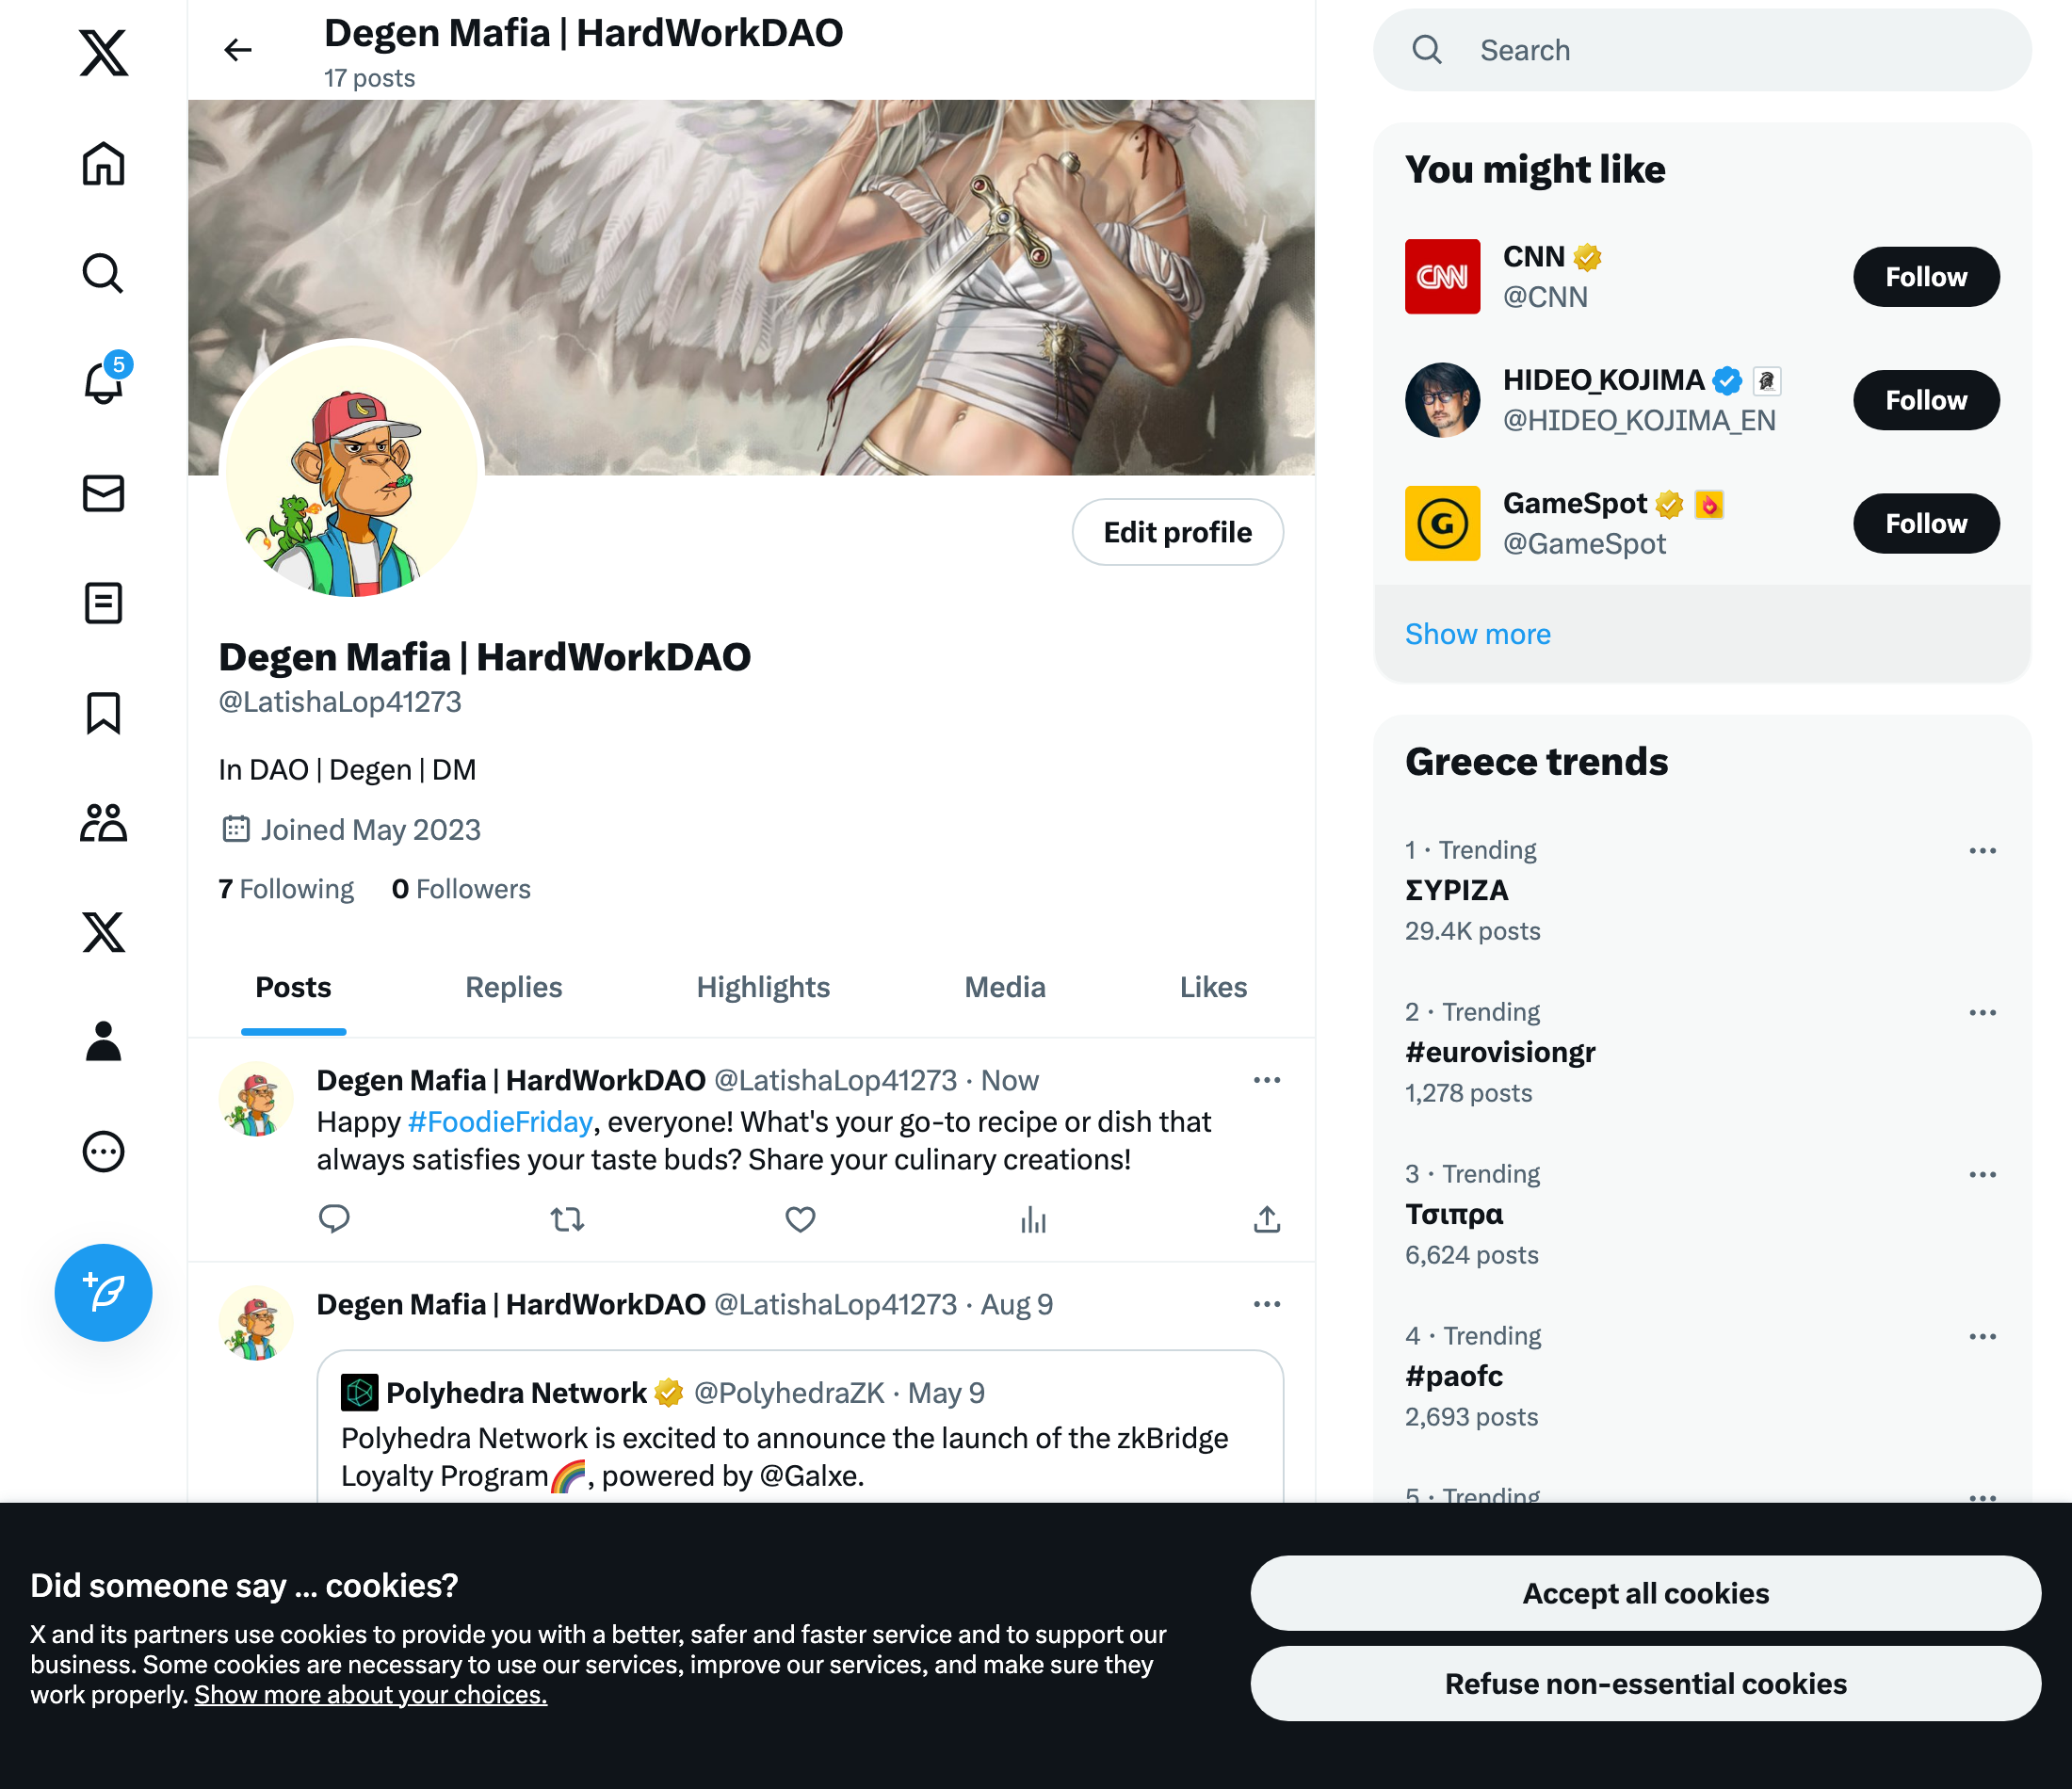 Degen Mafia | HardWorkDAO
17 posts
Edit profile
Degen Mafia | HardWorkDAO
@LatishaLop41273
In DAO | Degen | DM
Joined May 2023
7 Following 0 Followers
Posts Replies Highlights Media Likes
Degen Mafia | HardWorkDAO @LatishaLop41273 · Now
Happy #FoodieFriday, everyone! What's your go-to recipe or dish that
always satisfies your taste buds? Share your culinary creations!
Degen Mafia | HardWorkDAO @LatishaLop41273 · Aug 9
Polyhedra Network @PolyhedraZK · May 9
Polyhedra Network is excited to announce the launch of the zkBridge
Loyalty Program🌈, powered by @Galxe.
5
Search
You might like
CNN
CNN
@CNN
Follow
HIDEO_KOJIMA
@HIDEO_KOJIMA_EN
Follow
G
GameSpot
@GameSpot
Follow
Show more
Greece trends
1 · Trending
ΣΥΡΙΖΑ
29.4K posts
2 · Trending
#eurovisiongr
1,278 posts
3 · Trending
Τσιπρα
6,624 posts
4 · Trending
#paofc
2,693 posts
5 · Trending
Did someone say … cookies?
X and its partners use cookies to provide you with a better, safer and faster service and to support our
business. Some cookies are necessary to use our services, improve our services, and make sure they
work properly. Show more about your choices.
Accept all cookies
Refuse non-essential cookies